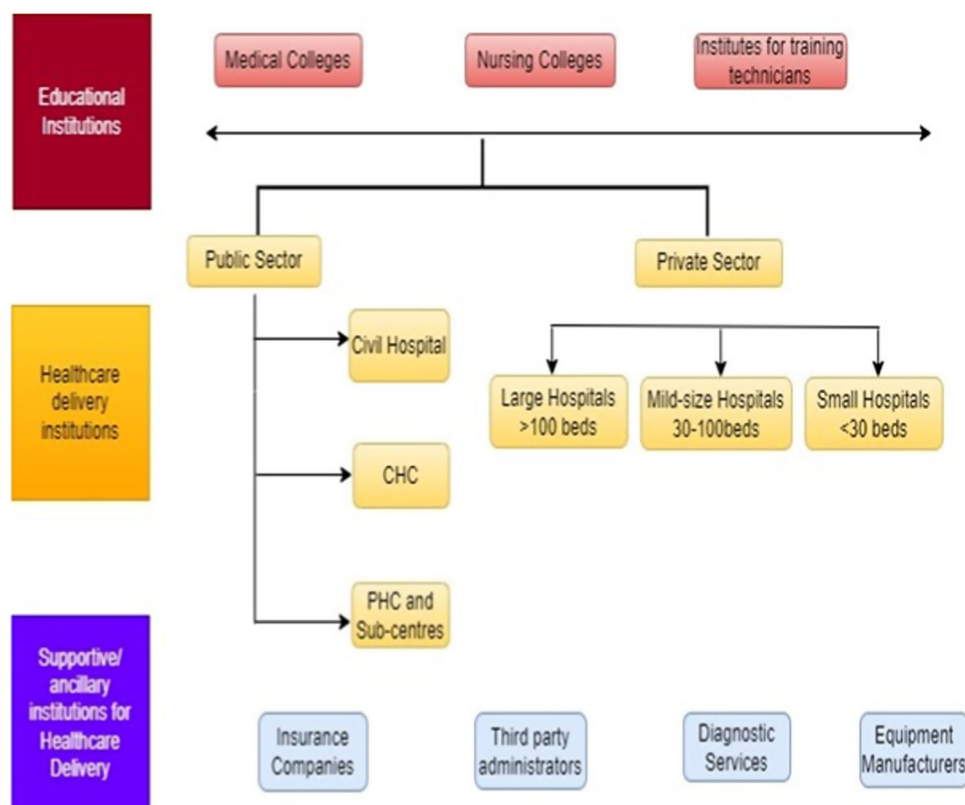 Educational
Institutions
Medical Colleges
Nursing Colleges
Institutes for training
technicians
Public Sector
Private Sector
Healthcare
delivery
institutions
Civil Hospital
Large Hospitals
>100 beds
Mild-size Hospitals
30-100beds
Small Hospitals
<30 beds
CHC
PHC and
Sub-centres
Supportive/
ancillary
institutions for
Healthcare
Delivery
Insurance
Companies
Third party
administrators
Diagnostic
Services
Equipment
Manufacturers